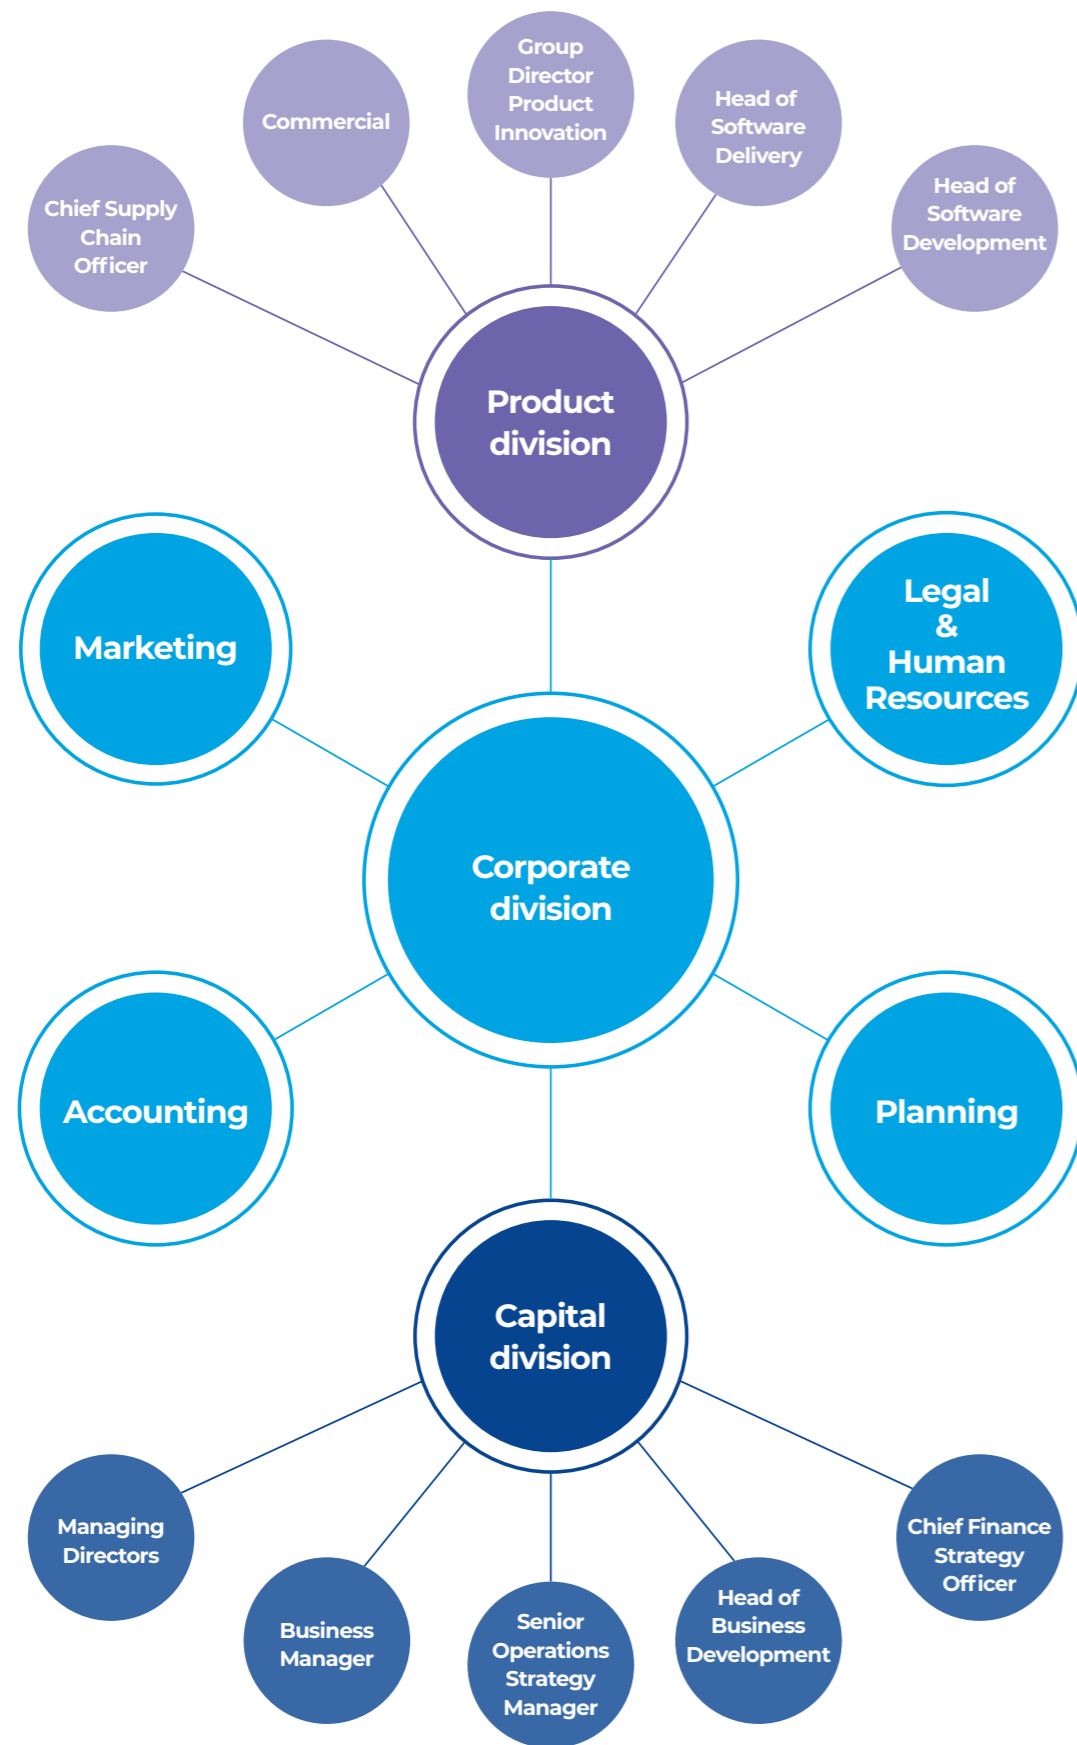 Group
Director
Product
Innovation
Commercial
Head of
Software
Delivery
Chief Supply
Chain
Officer
Head of
Software
Development
Product
division
Marketing
Legal
&
Human
Resources
Corporate
division
Accounting
Planning
Capital
division
Managing
Directors
Business
Manager
Senior
Operations
Strategy
Manager
Head of
Business
Development
Chief Finance
Strategy
Officer